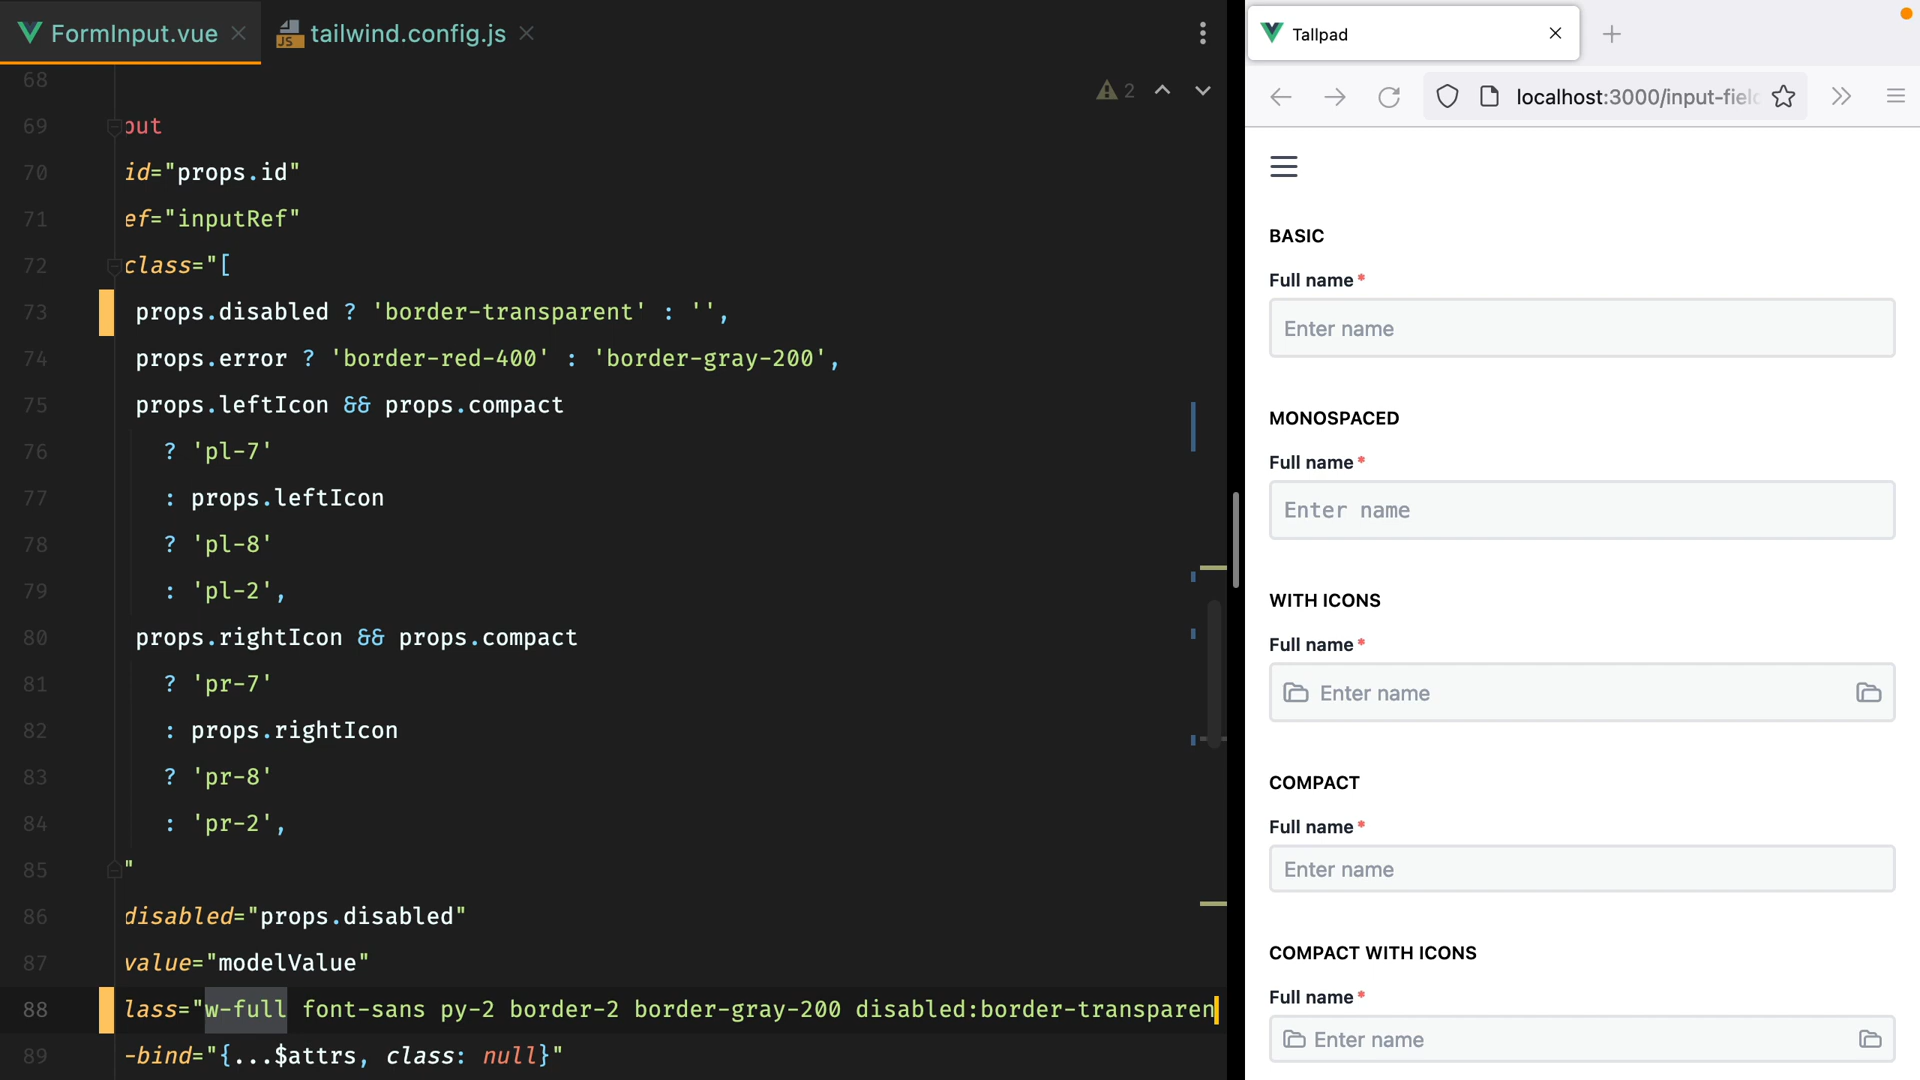 FormInput.vue
tailwind.config.js
Tallpad
2
localhost:3000/input-fiel
68
69 put
70 id="props.id"
71 ef="inputRef"
72 class="[
73 props.disabled ? 'border-transparent' : '',
74 props.error ? 'border-red-400' : 'border-gray-200',
75 props.leftIcon && props.compact
76 ? 'pl-7'
77 : props.leftIcon
78 ? 'pl-8'
79 : 'pl-2',
80 props.rightIcon && props.compact
81 ? 'pr-7'
82 : props.rightIcon
83 ? 'pr-8'
84 : 'pr-2',
85 "
86 disabled="props.disabled"
87 value="modelValue"
88 lass="w-full font-sans py-2 border-2 border-gray-200 disabled:border-transparen
89 -bind="{...$attrs, class: null}"
BASIC
Full name *
Enter name
MONOSPACED
Full name *
Enter name
WITH ICONS
Full name *
Enter name
COMPACT
Full name *
Enter name
COMPACT WITH ICONS
Full name *
Enter name